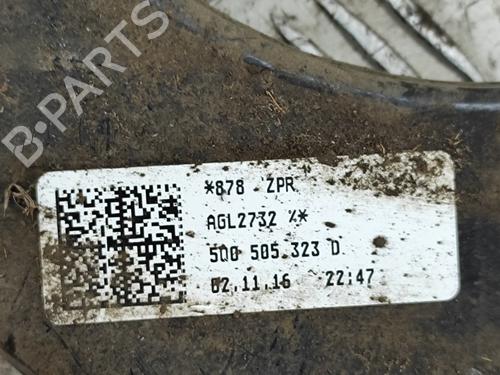 B-PARTS
*878 ZPR
AGL2732 %*
5Q0 505.323 D
02.11.16 22:47